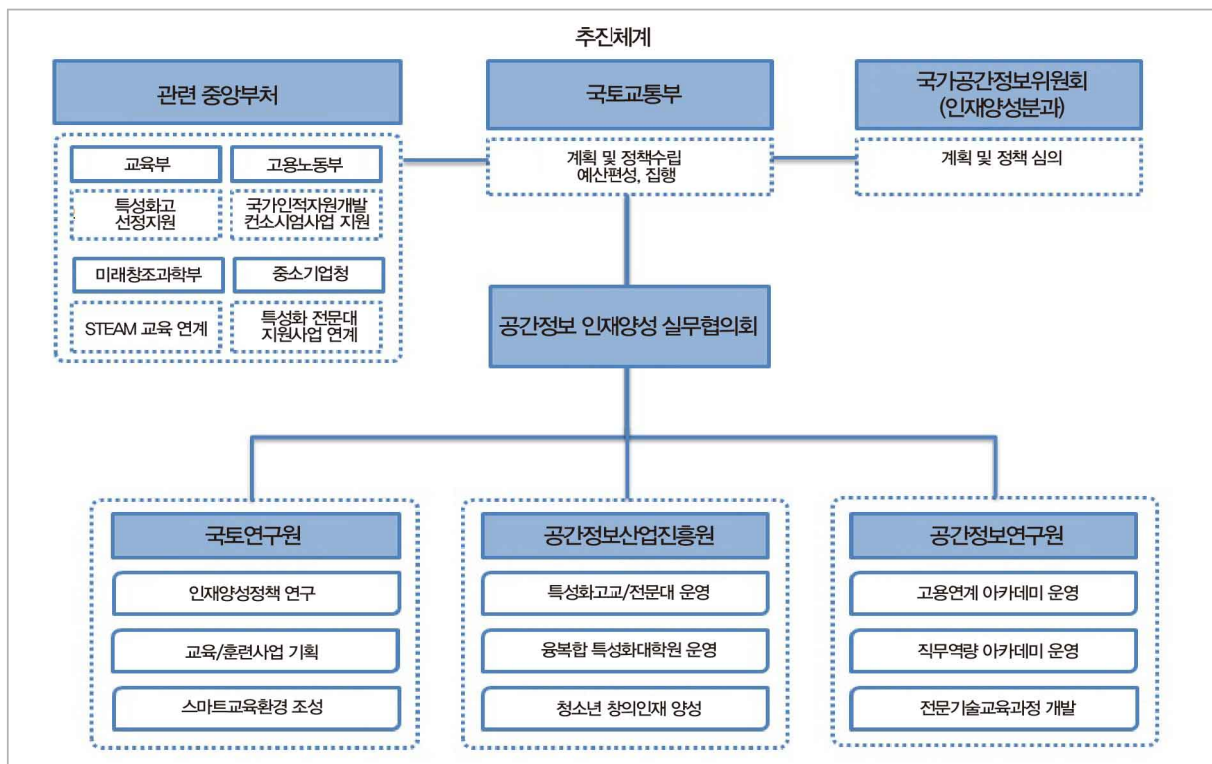 추진체계
관련 중앙부처
교육부
고용노동부
특성화고
선정지원
국가인적자원개발
컨소시엄사업 지원
미래창조과학부
중소기업청
STEAM 교육 연계
특성화 전문대
지원사업 연계
국토교통부
계획 및 정책수립
예산편성, 집행
국가공간정보위원회
(인재양성분과)
계획 및 정책 심의
공간정보 인재양성 실무협의회
국토연구원
인재양성정책 연구
교육/훈련사업 기획
스마트교육환경 조성
공간정보산업진흥원
특성화고교/전문대 운영
융복합 특성화대학원 운영
청소년 창의인재 양성
공간정보연구원
고용연계 아카데미 운영
직무역량 아카데미 운영
전문기술교육과정 개발